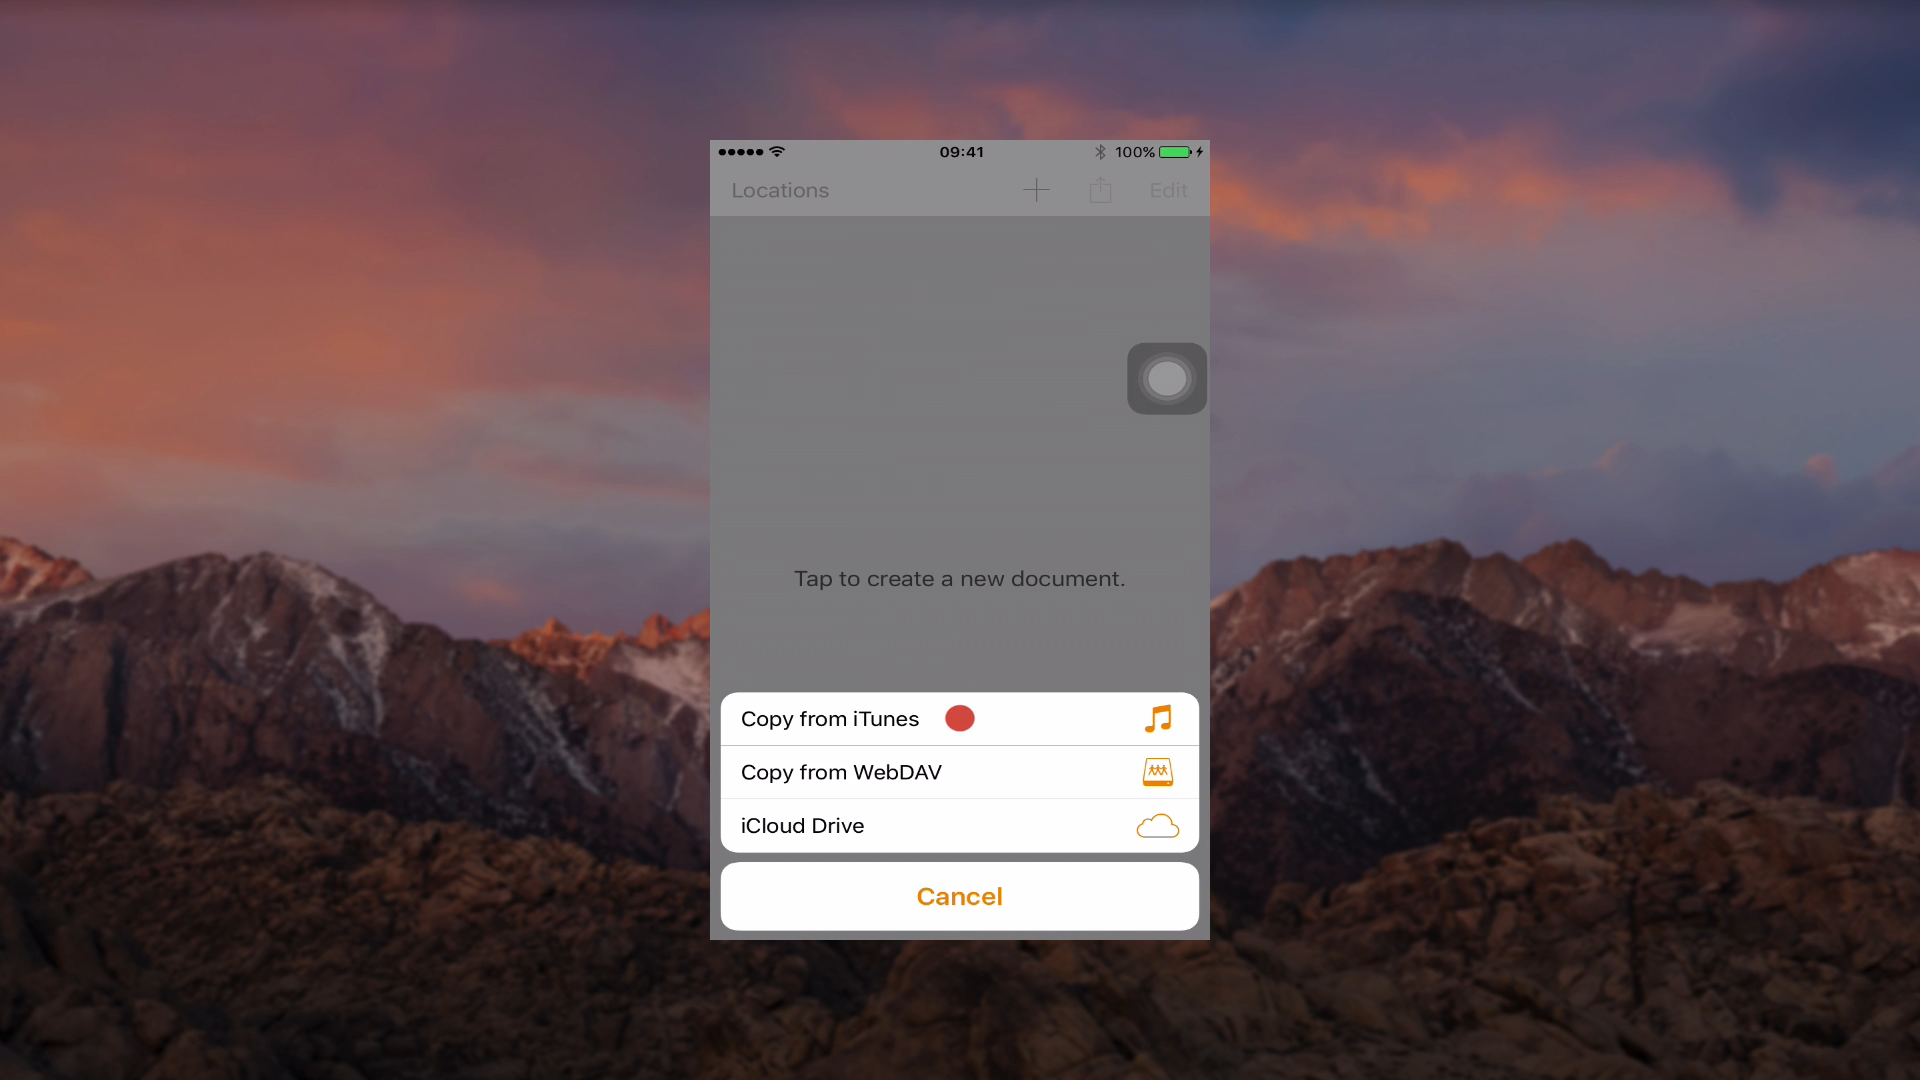 09:41
100%
Locations
Edit
Tap to create a new document.
Copy from iTunes
Copy from WebDAV
iCloud Drive
Cancel